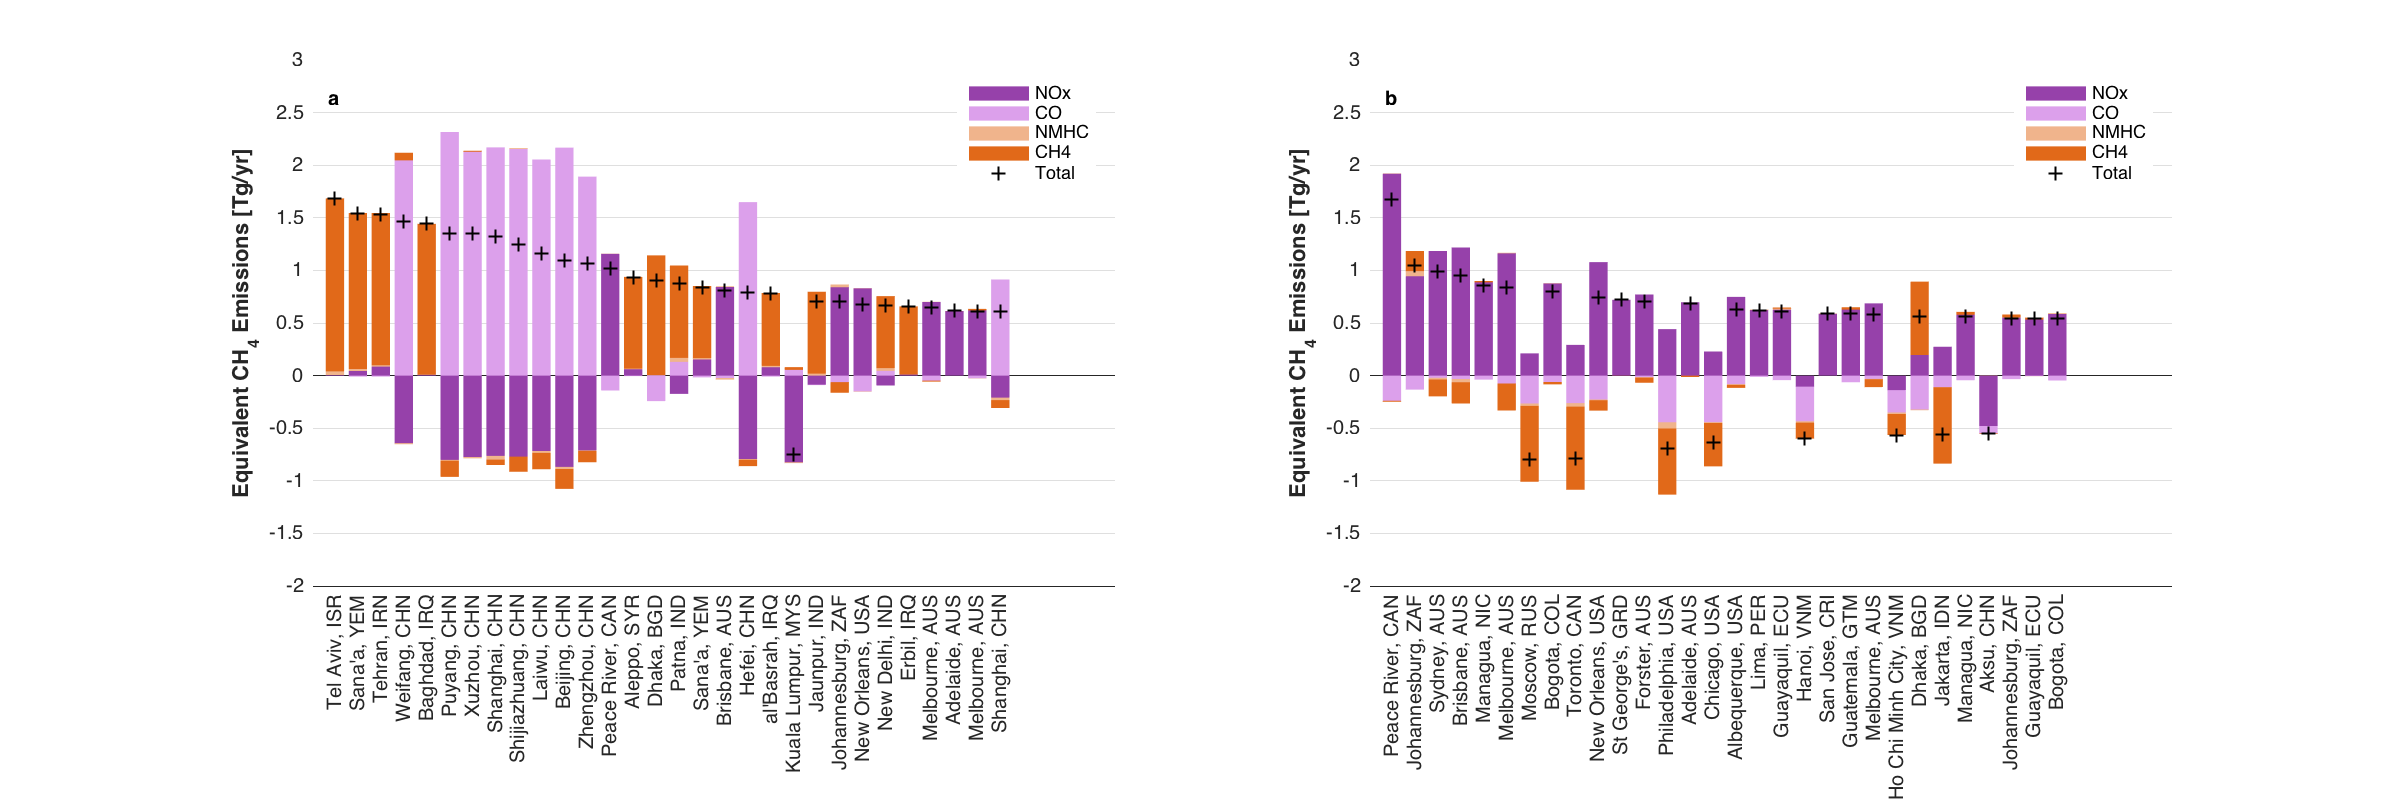 3
2.5
2
1.5
1
0.5
0
-0.5
-1
-1.5
-2
Equivalent CH4 Emissions [Tg/yr]
a
NOx
CO
NMHC
CH4
Total
Tel Aviv, ISR
Sana'a, YEM
Tehran, IRN
Weifang, CHN
Baghdad, IRQ
Puyang, CHN
Xuzhou, CHN
Shanghai, CHN
Shijiazhuang, CHN
Laiwu, CHN
Beijing, CHN
Zhengzhou, CHN
Peace River, CAN
Aleppo, SYR
Dhaka, BGD
Patna, IND
Sana'a, YEM
Brisbane, AUS
Hefei, CHN
al'Basrah, IRQ
Kuala Lumpur, MYS
Jaunpur, IND
Johannesburg, ZAF
New Orleans, USA
New Delhi, IND
Erbil, IRQ
Melbourne, AUS
Adelaide, AUS
Melbourne, AUS
Shanghai, CHN
3
2.5
2
1.5
1
0.5
0
-0.5
-1
-1.5
-2
Equivalent CH4 Emissions [Tg/yr]
b
NOx
CO
NMHC
CH4
Total
Peace River, CAN
Johannesburg, ZAF
Sydney, AUS
Brisbane, AUS
Managua, NIC
Melbourne, AUS
Moscow, RUS
Bogota, COL
Toronto, CAN
New Orleans, USA
St George's, GRD
Forster, AUS
Philadelphia, USA
Adelaide, AUS
Chicago, USA
Albequerque, USA
Lima, PER
Guayaquil, ECU
Hanoi, VNM
San Jose, CRI
Guatemala, GTM
Melbourne, AUS
Ho Chi Minh City, VNM
Dhaka, BGD
Jakarta, IDN
Managua, NIC
Aksu, CHN
Johannesburg, ZAF
Guayaquil, ECU
Bogota, COL